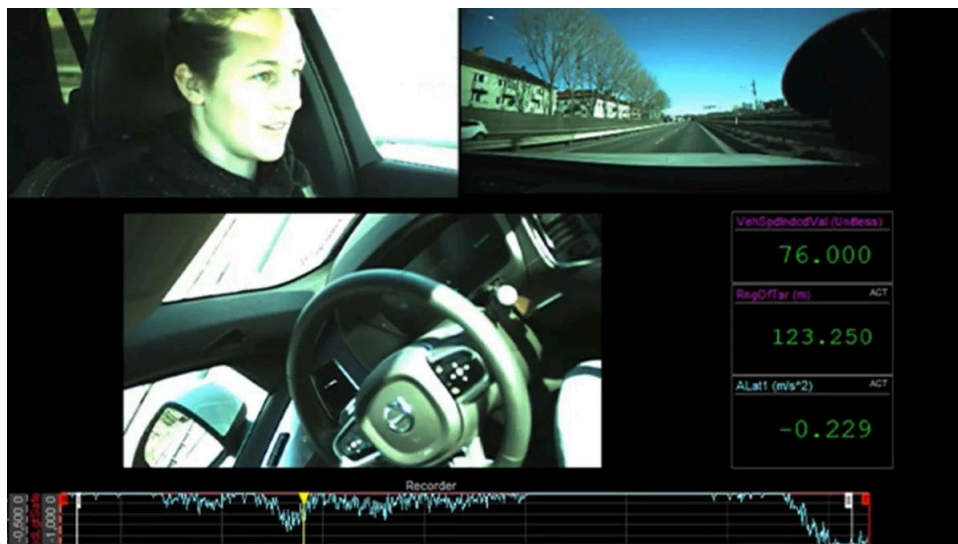 VehSpdIndcdVal (Unitless)
76.000
RngOfTar (m) ACT
123.250
ALat1 (m/s^2) ACT
-0.229
Recorder
-0,500 0
-1,000 0